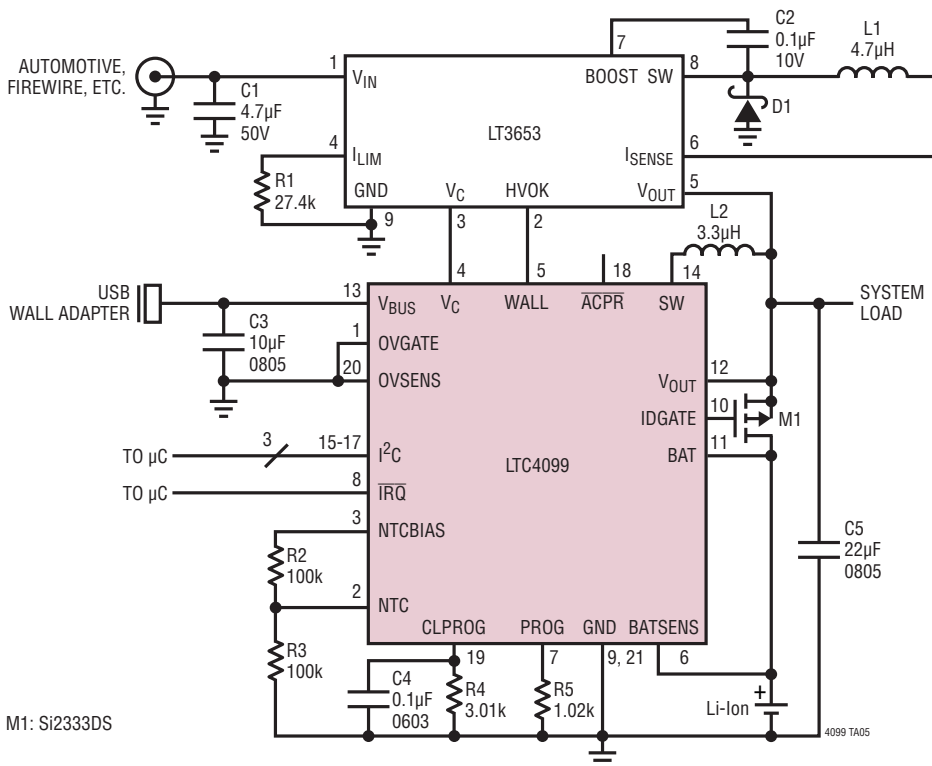 AUTOMOTIVE,
FIREWIRE, ETC.
C1
4.7µF
50V
1
VIN
4
ILIM
R1
27.4k
GND
9
VC
3
HVOK
2
LT3653
7
BOOST SW
8
C2
0.1µF
10V
L1
4.7µH
D1
ISENSE
6
VOUT
5
L2
3.3µH
USB
WALL ADAPTER
C3
10µF
0805
13
VBUS
4
VC
5
WALL
18
ACPR
14
SW
1
OVGATE
20
OVSENS
SYSTEM
LOAD
VOUT
12
IDGATE
10
M1
BAT
11
LTC4099
TO µC
3
15-17
I2C
TO µC
8
IRQ
3
NTCBIAS
R2
100k
2
NTC
R3
100k
C5
22µF
0805
CLPROG
19
PROG
7
GND
9, 21
BATSENS
6
C4
0.1µF
0603
R4
3.01k
R5
1.02k
Li-Ion
+
M1: Si2333DS
4099 TA05